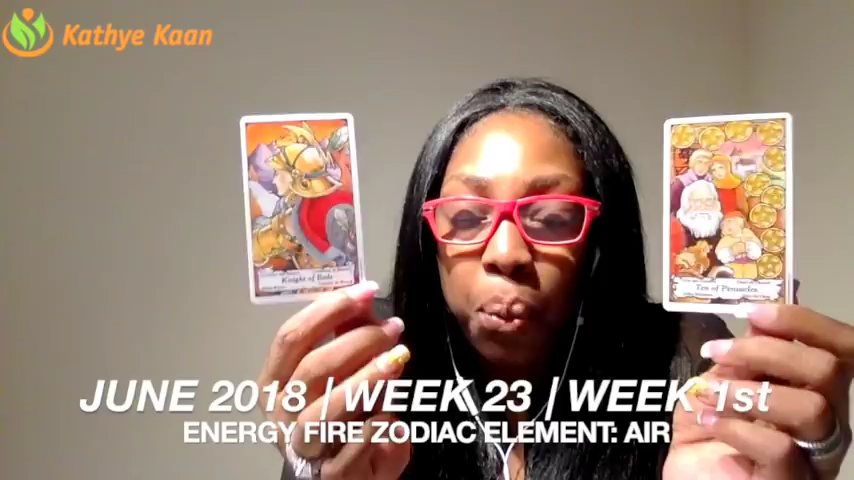 Kathye Kaan
Knight of Rods
Ten of Pentacles
JUNE 2018 | WEEK 23 | WEEK 1st
ENERGY FIRE ZODIAC ELEMENT: AIR